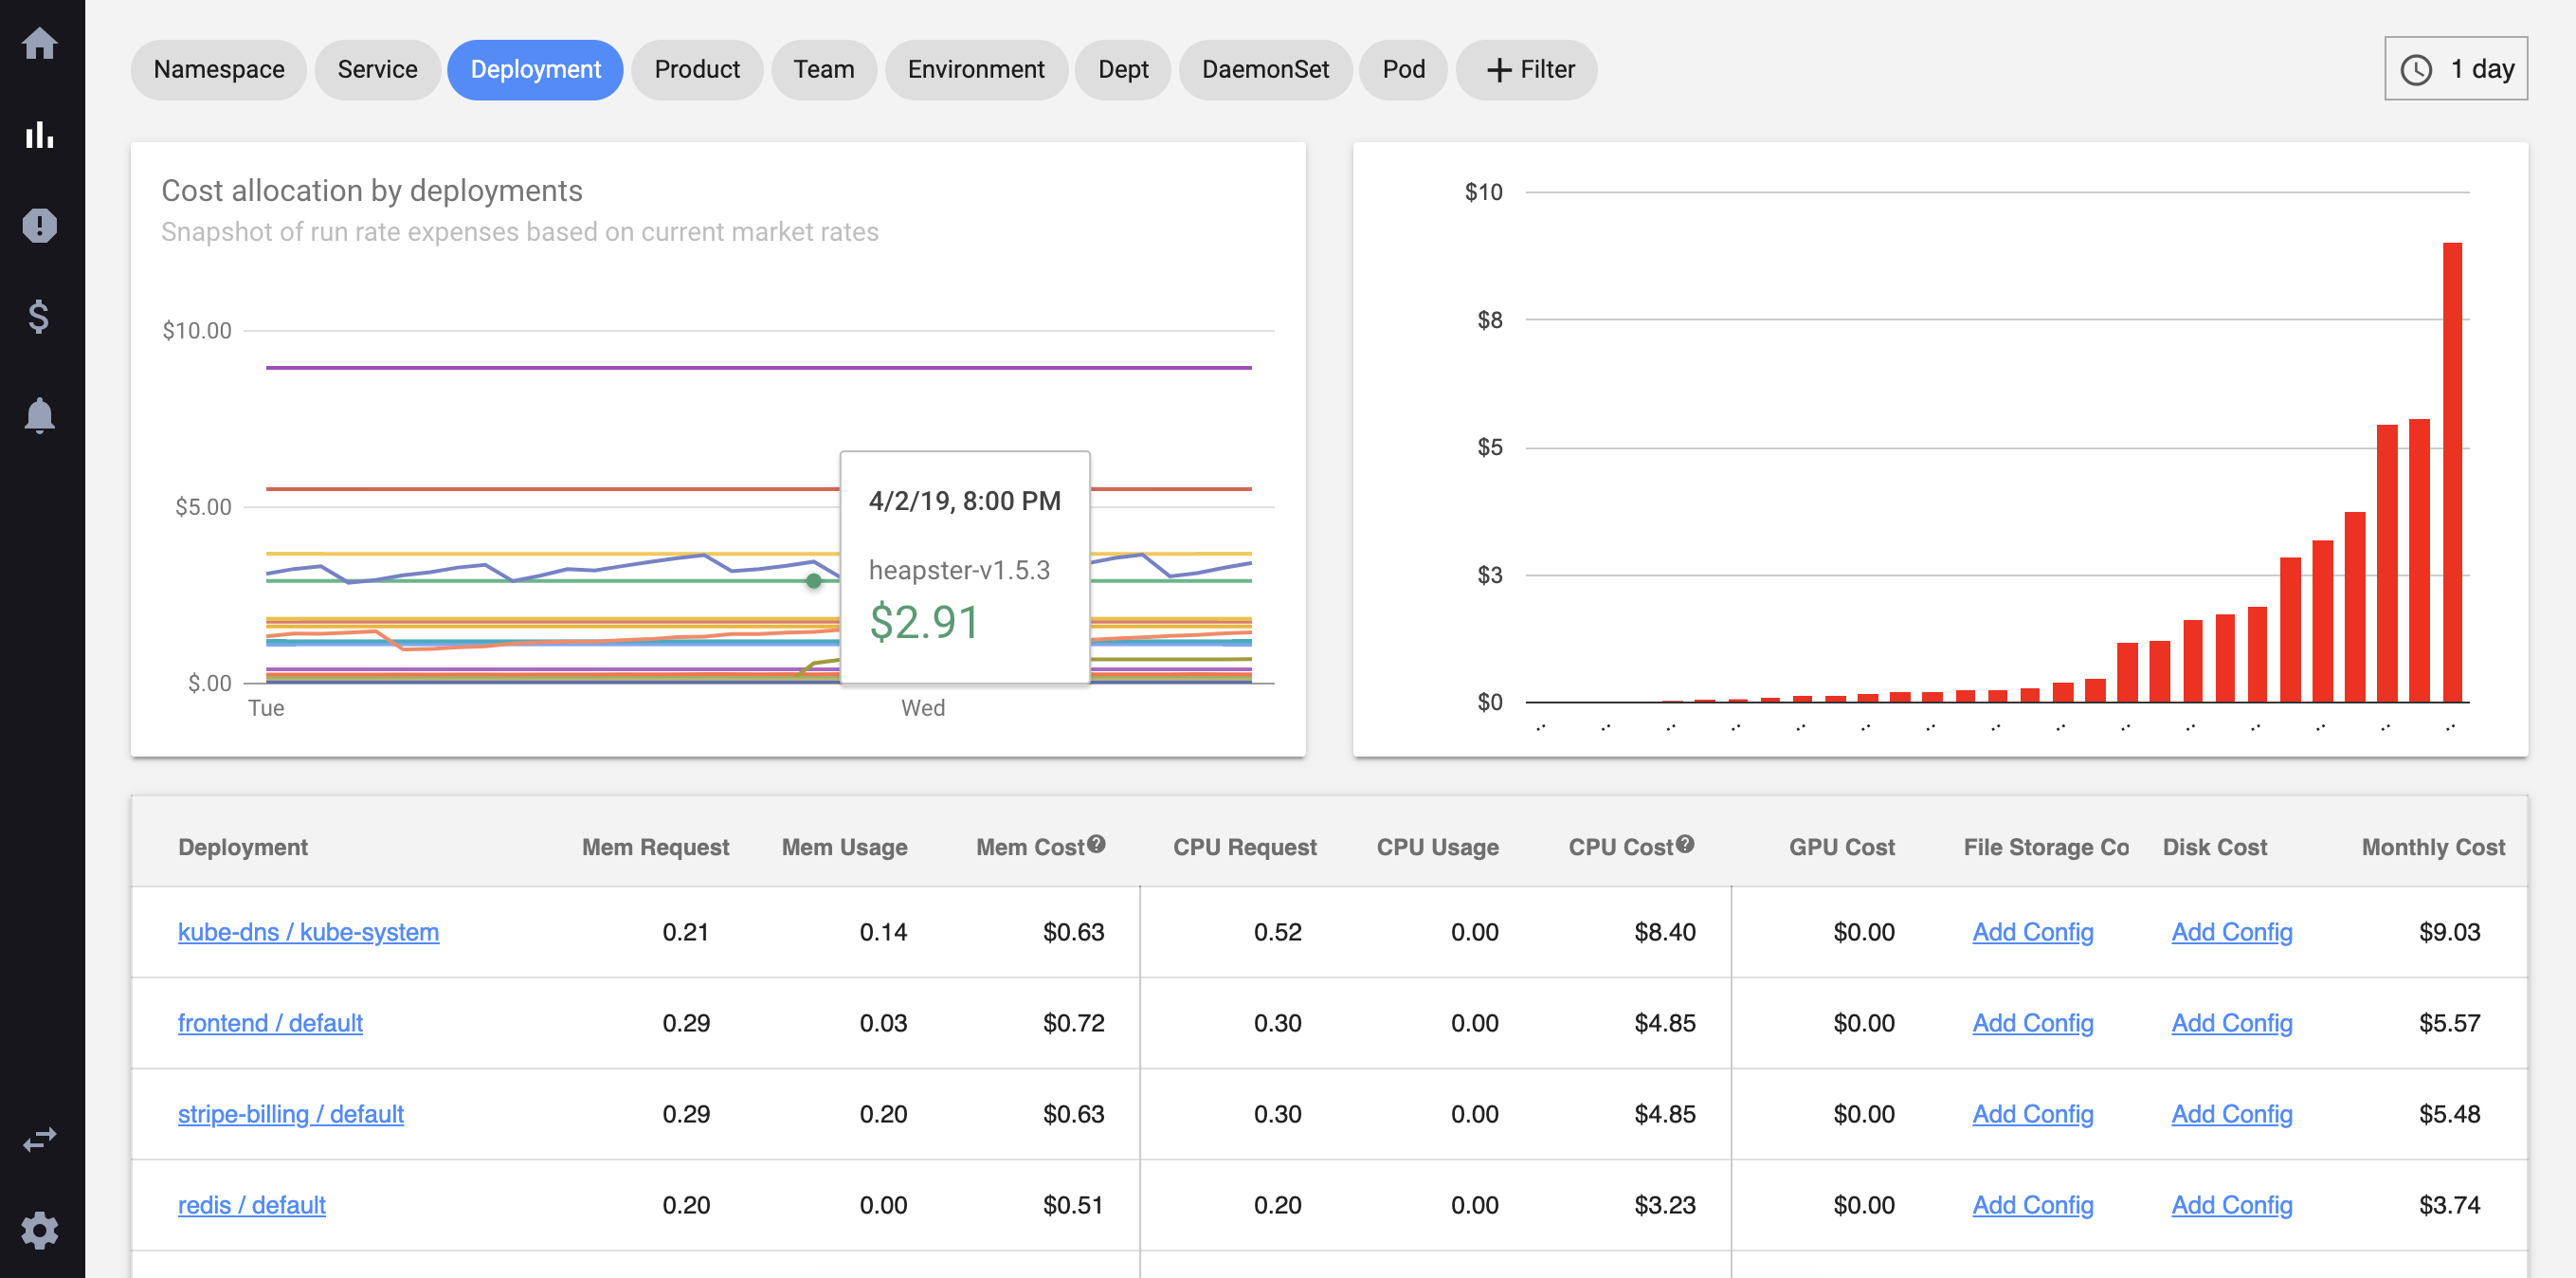 Namespace Service Deployment Product Team Environment Dept DaemonSet Pod + Filter 1 day
Cost allocation by deployments
Snapshot of run rate expenses based on current market rates
$10.00
$5.00
$.00
Tue Wed
4/2/19, 8:00 PM
heapster-v1.5.3
$2.91
$10
$8
$5
$3
$0
Deployment Mem Request Mem Usage Mem Cost? CPU Request CPU Usage CPU Cost? GPU Cost File Storage Co Disk Cost Monthly Cost
kube-dns / kube-system 0.21 0.14 $0.63 0.52 0.00 $8.40 $0.00 Add Config Add Config $9.03
frontend / default 0.29 0.03 $0.72 0.30 0.00 $4.85 $0.00 Add Config Add Config $5.57
stripe-billing / default 0.29 0.20 $0.63 0.30 0.00 $4.85 $0.00 Add Config Add Config $5.48
redis / default 0.20 0.00 $0.51 0.20 0.00 $3.23 $0.00 Add Config Add Config $3.74